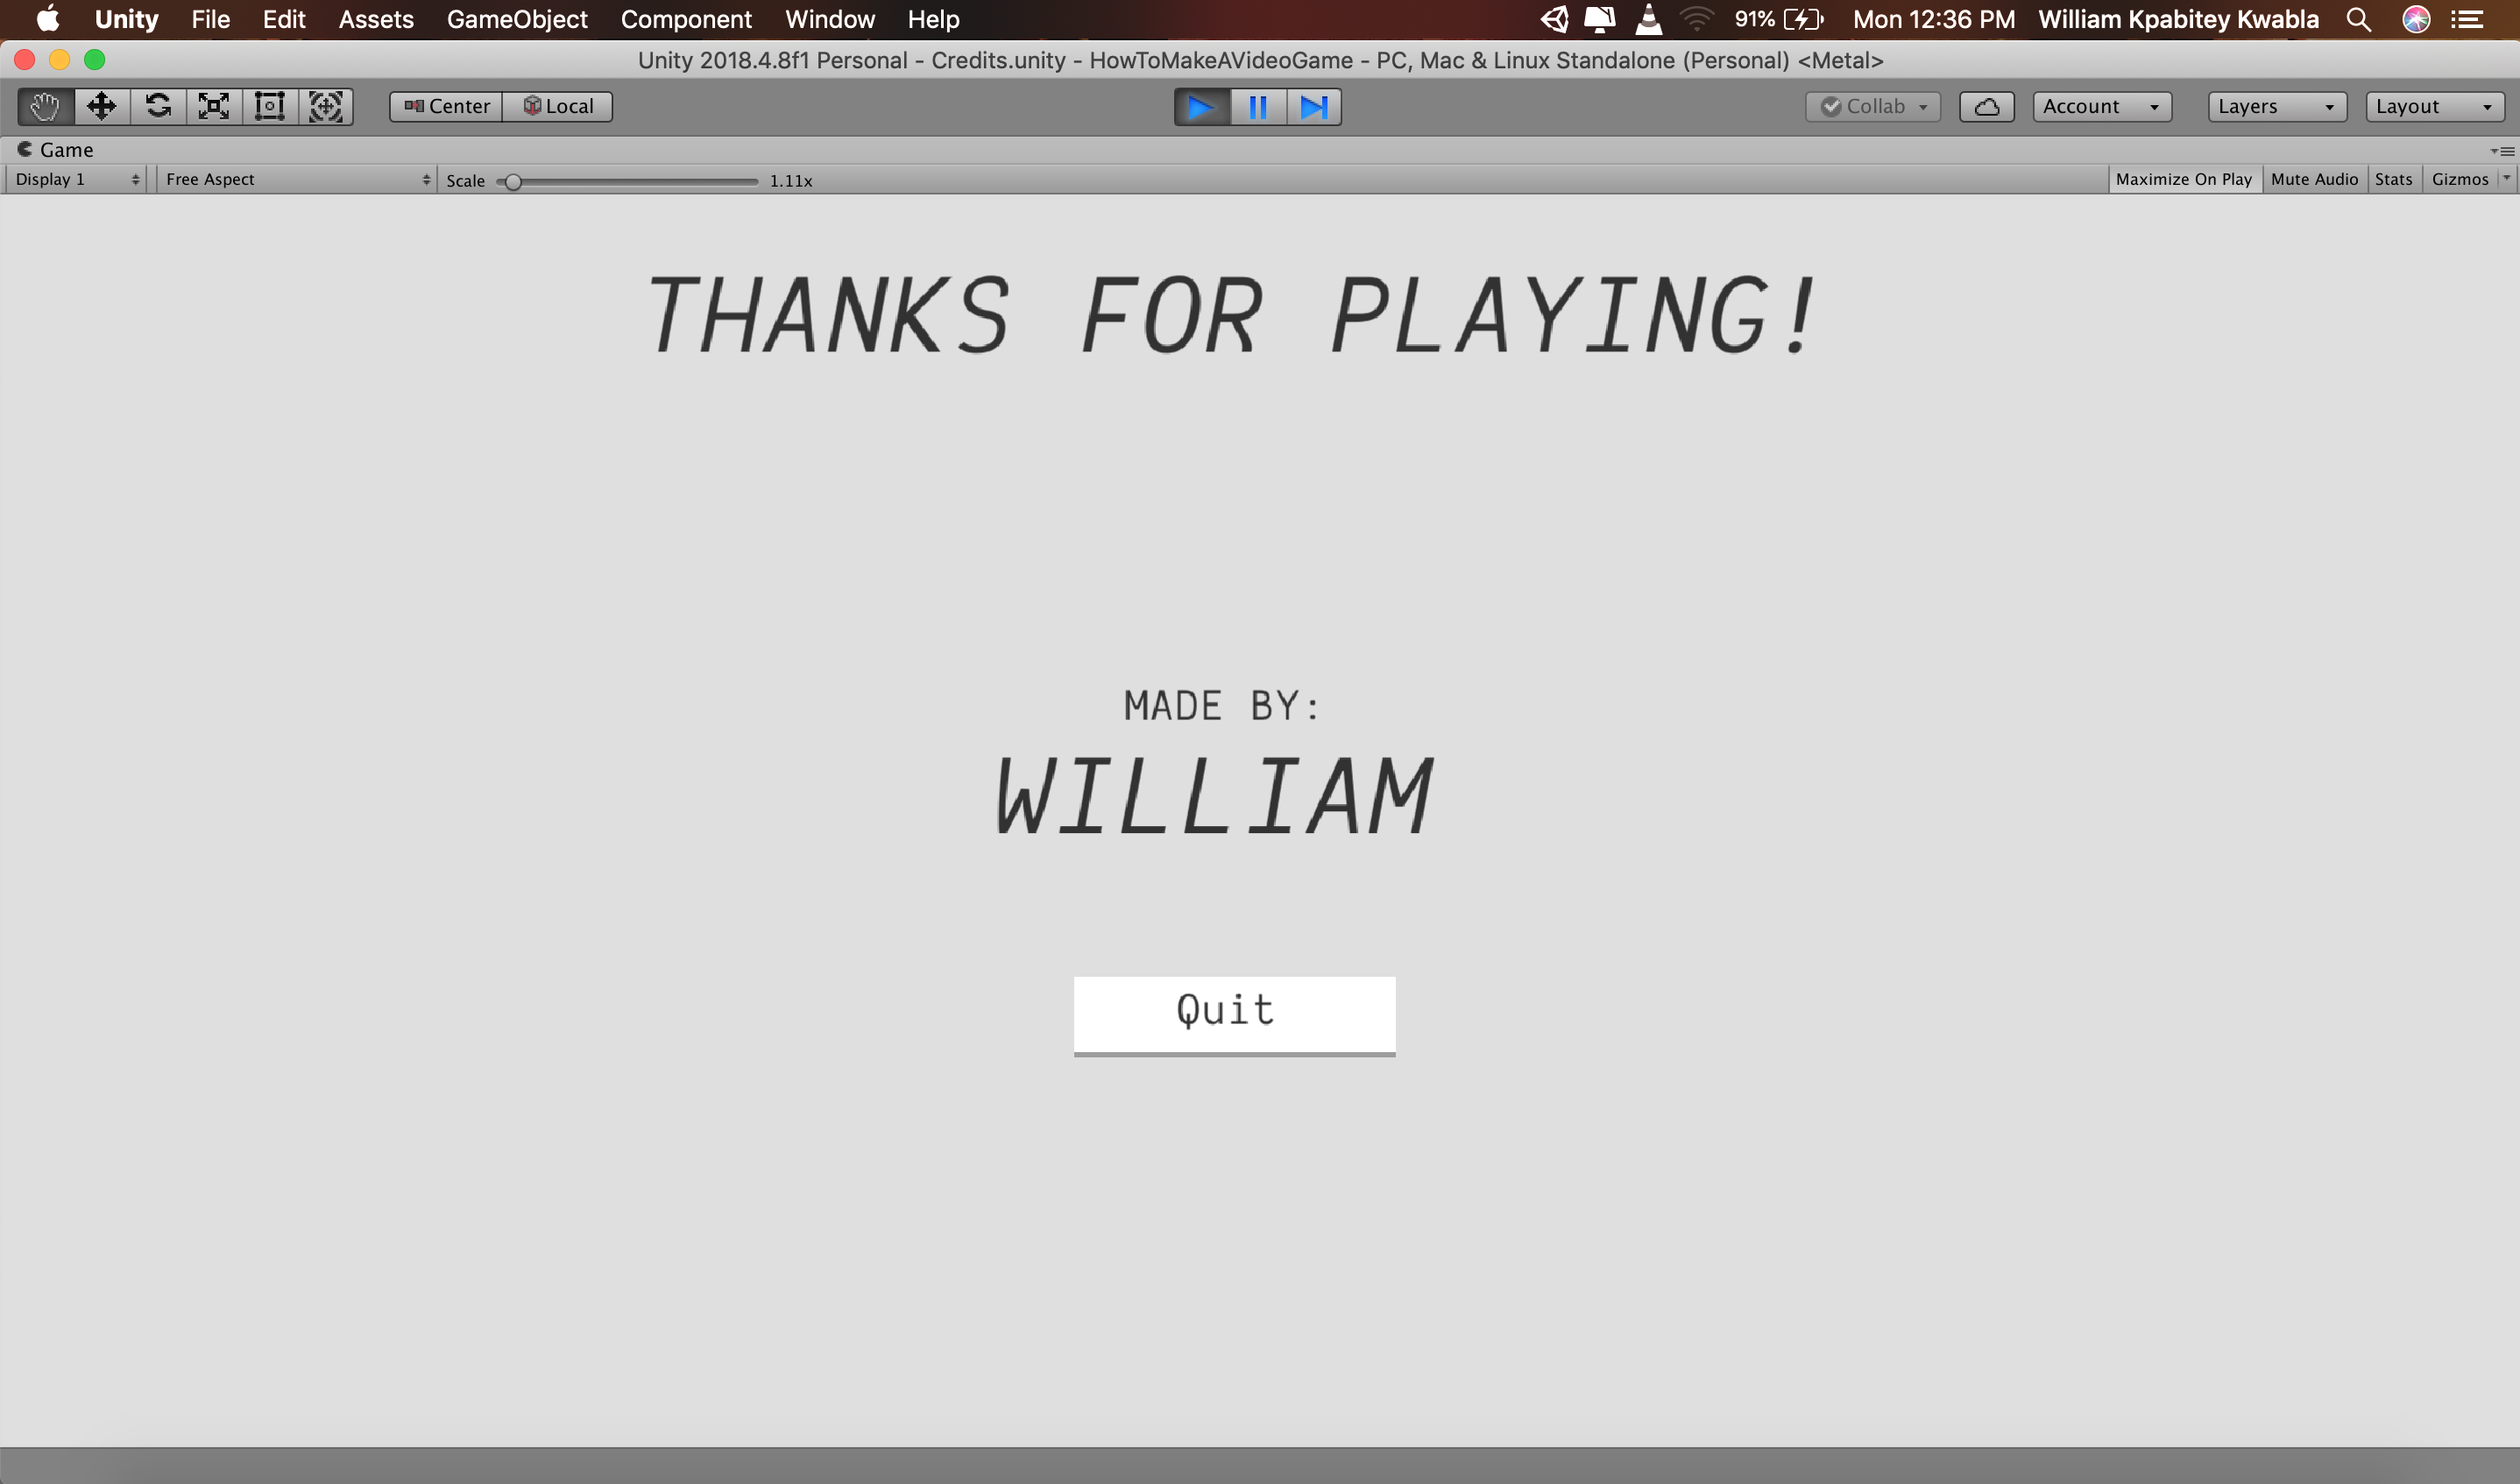 Unity File Edit Assets GameObject Component Window Help 91% Mon 12:36 PM William Kpabitey Kwabla
Unity 2018.4.8f1 Personal - Credits.unity - HowToMakeAVideoGame - PC, Mac & Linux Standalone (Personal) <Metal>
Center Local Collab Account Layers Layout
Game
Display 1 Free Aspect Scale 1.11x Maximize On Play Mute Audio Stats Gizmos
THANKS FOR PLAYING!
MADE BY:
WILLIAM
Quit